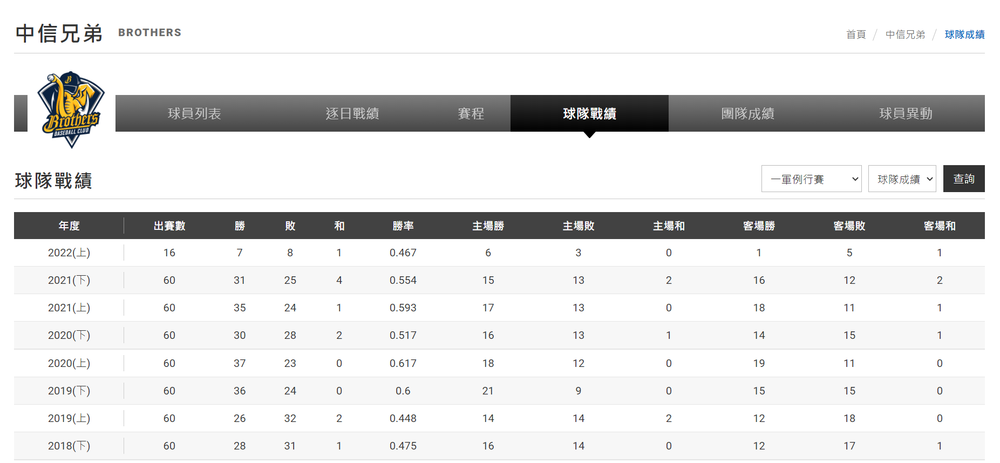 中信兄弟 BROTHERS
首頁 / 中信兄弟 / 球隊成績
B
Brothers
BASEBALL CLUB
球員列表 逐日戰績 賽程 球隊戰績 團隊成績 球員異動
球隊戰績
一軍例行賽 球隊成績 查詢
年度 出賽數 勝 敗 和 勝率 主場勝 主場敗 主場和 客場勝 客場敗 客場和
2022(上) 16 7 8 1 0.467 6 3 0 1 5 1
2021(下) 60 31 25 4 0.554 15 13 2 16 12 2
2021(上) 60 35 24 1 0.593 17 13 0 18 11 1
2020(下) 60 30 28 2 0.517 16 13 1 14 15 1
2020(上) 60 37 23 0 0.617 18 12 0 19 11 0
2019(下) 60 36 24 0 0.6 21 9 0 15 15 0
2019(上) 60 26 32 2 0.448 14 14 2 12 18 0
2018(下) 60 28 31 1 0.475 16 14 0 12 17 1